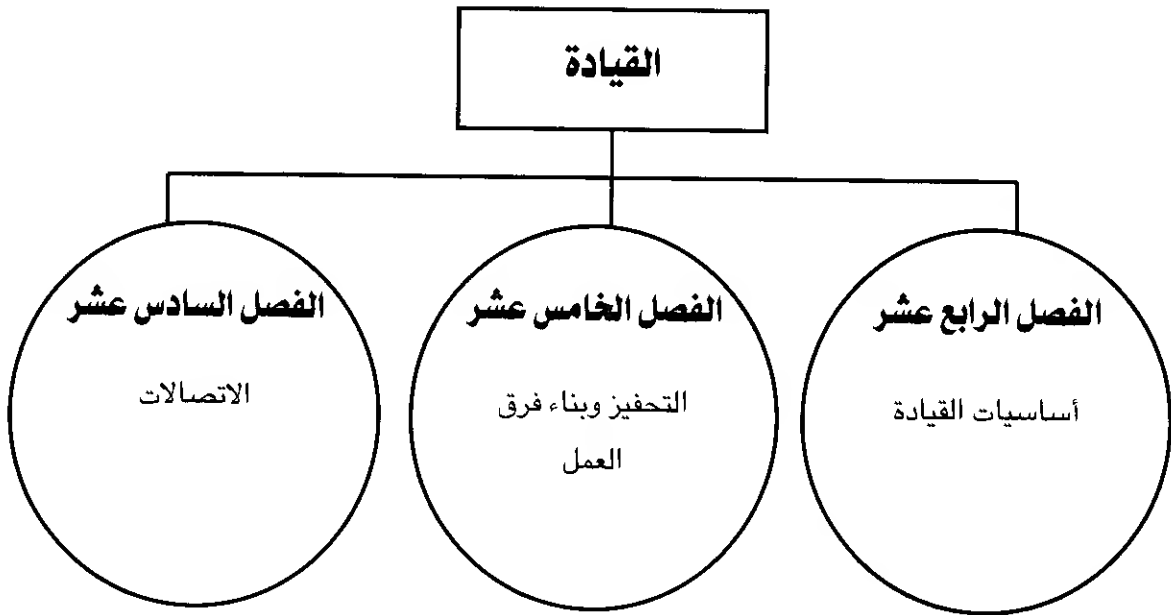 القيادة
الفصل الرابع عشر
أساسيات القيادة
الفصل الخامس عشر
التحفيز وبناء فرق
العمل
الفصل السادس عشر
الاتصالات